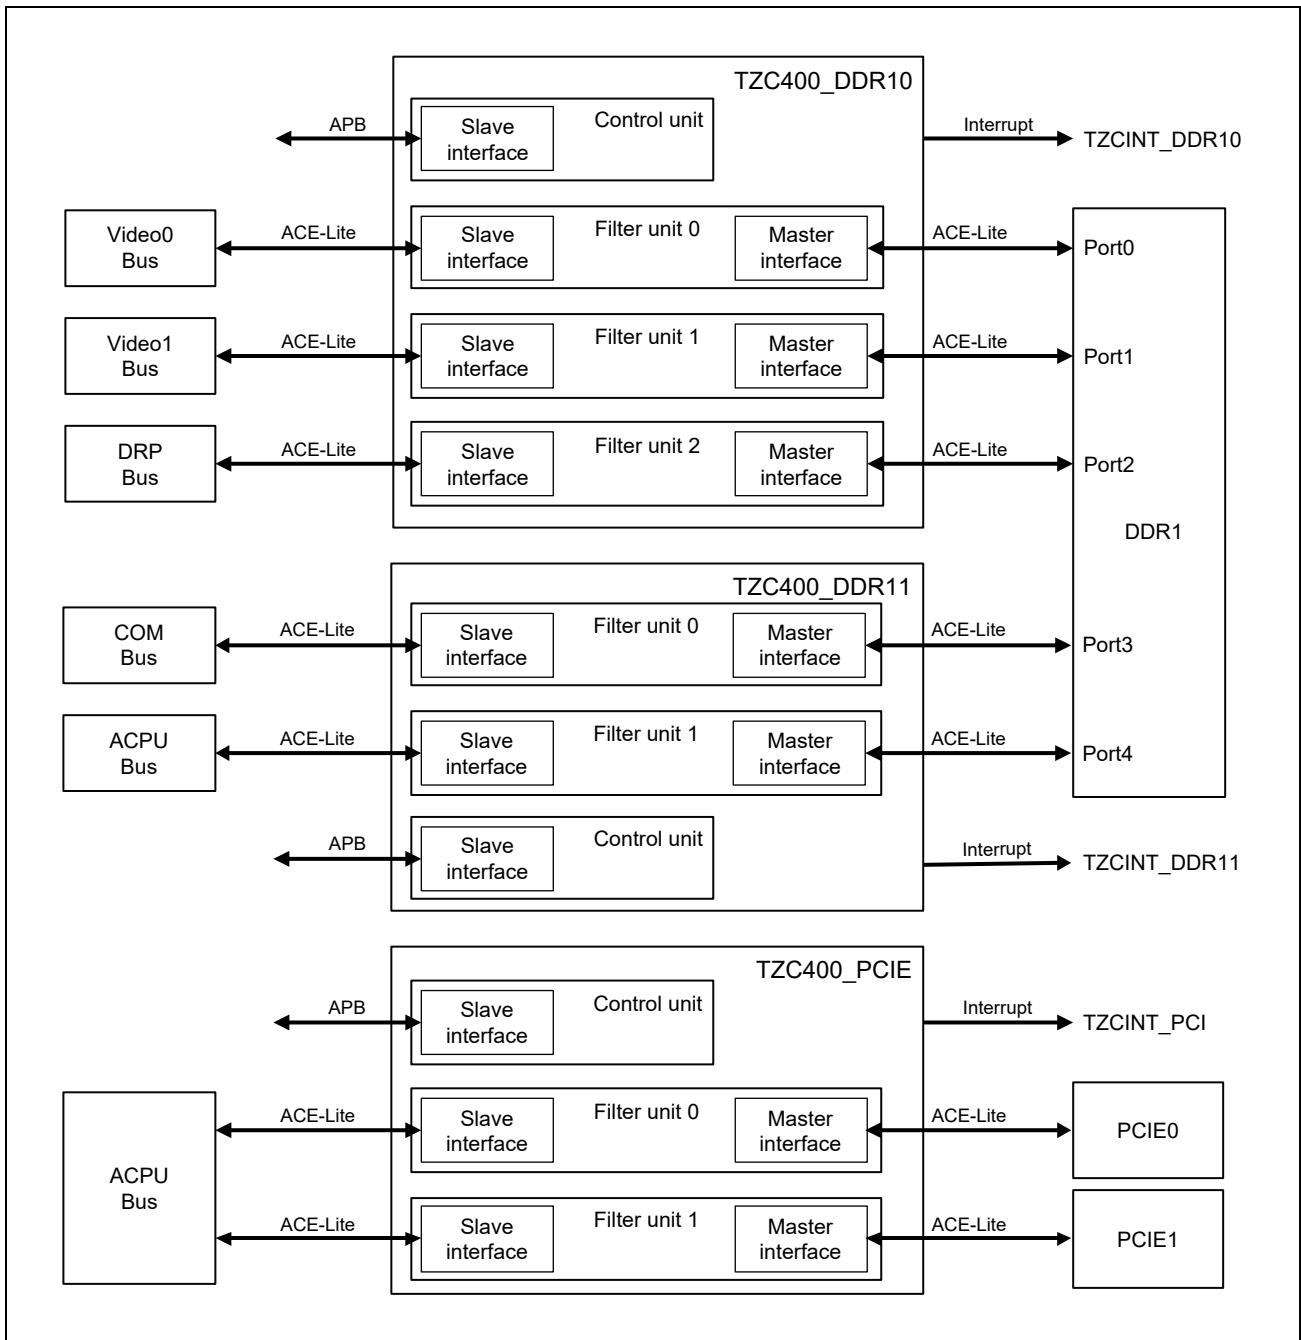 TZC400_DDR10
APB
Slave
interface
Control unit
Interrupt
TZCINT_DDR10
Video0
Bus
ACE-Lite
Slave
interface
Filter unit 0
Master
interface
ACE-Lite
Port0
Video1
Bus
ACE-Lite
Slave
interface
Filter unit 1
Master
interface
ACE-Lite
Port1
DRP
Bus
ACE-Lite
Slave
interface
Filter unit 2
Master
interface
ACE-Lite
Port2
DDR1
TZC400_DDR11
COM
Bus
ACE-Lite
Slave
interface
Filter unit 0
Master
interface
ACE-Lite
Port3
ACPU
Bus
ACE-Lite
Slave
interface
Filter unit 1
Master
interface
ACE-Lite
Port4
APB
Slave
interface
Control unit
Interrupt
TZCINT_DDR11
TZC400_PCIE
APB
Slave
interface
Control unit
Interrupt
TZCINT_PCI
ACPU
Bus
ACE-Lite
Slave
interface
Filter unit 0
Master
interface
ACE-Lite
PCIE0
ACE-Lite
Slave
interface
Filter unit 1
Master
interface
ACE-Lite
PCIE1